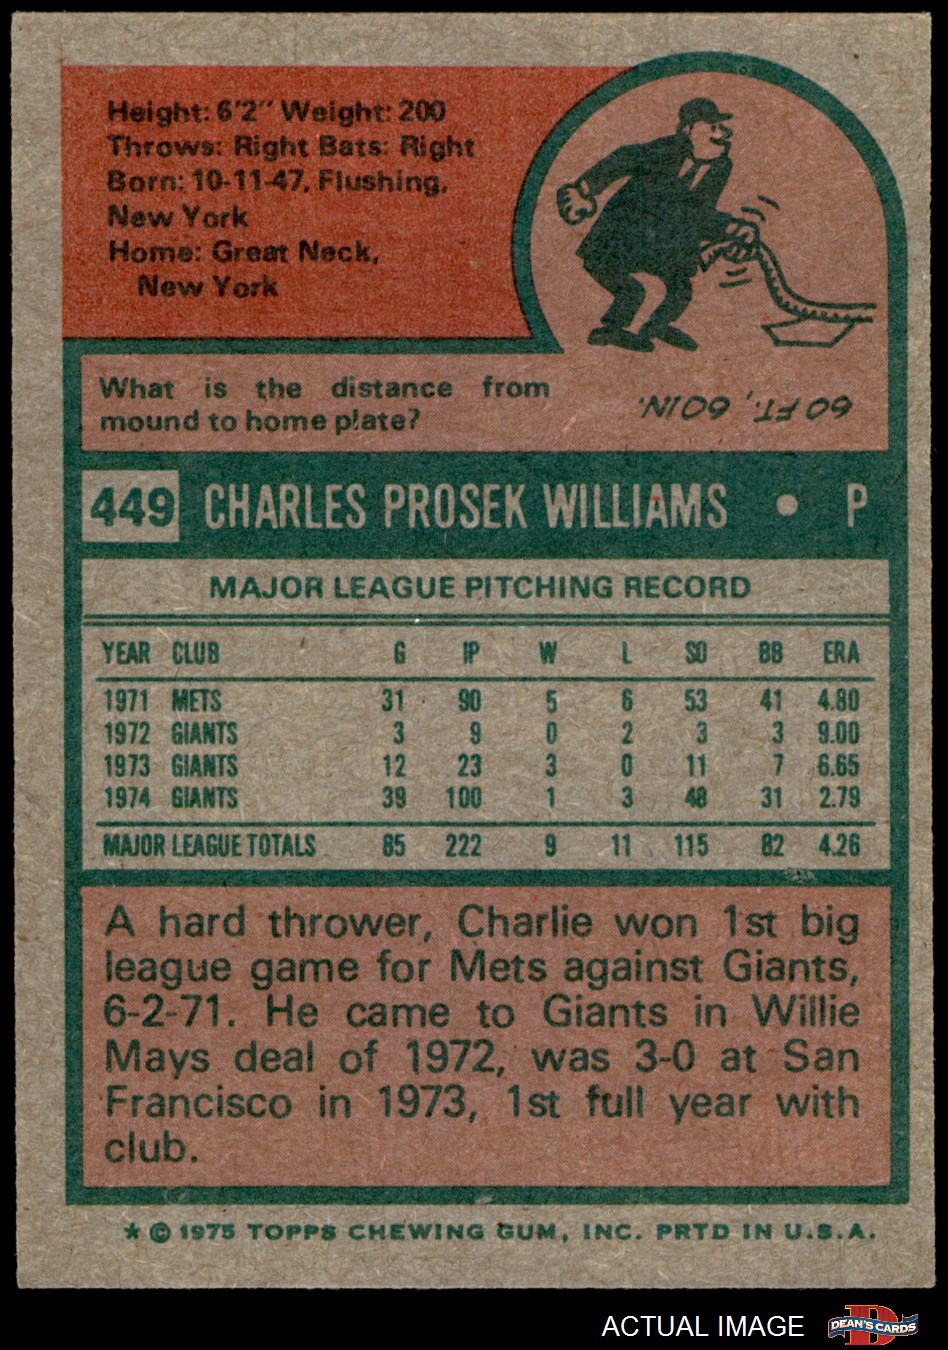 Height: 6'2" Weight: 200
Throws: Right Bats: Right
Born: 10-11-47, Flushing,
New York
Home: Great Neck,
New York
What is the distance from
mound to home plate?
60 FT., 60 IN.
449 CHARLES PROSEK WILLIAMS • P
MAJOR LEAGUE PITCHING RECORD
YEAR CLUB G IP W L SO BB ERA
1971 METS 31 90 5 6 53 41 4.80
1972 GIANTS 3 9 0 2 3 3 9.00
1973 GIANTS 12 23 3 0 11 7 6.65
1974 GIANTS 39 100 1 3 48 31 2.79
MAJOR LEAGUE TOTALS 85 222 9 11 115 82 4.26
A hard thrower, Charlie won 1st big
league game for Mets against Giants,
6-2-71. He came to Giants in Willie
Mays deal of 1972, was 3-0 at San
Francisco in 1973, 1st full year with
club.
* © 1975 TOPPS CHEWING GUM, INC. PRTD IN U.S.A.
ACTUAL IMAGE DEAN'S CARDS